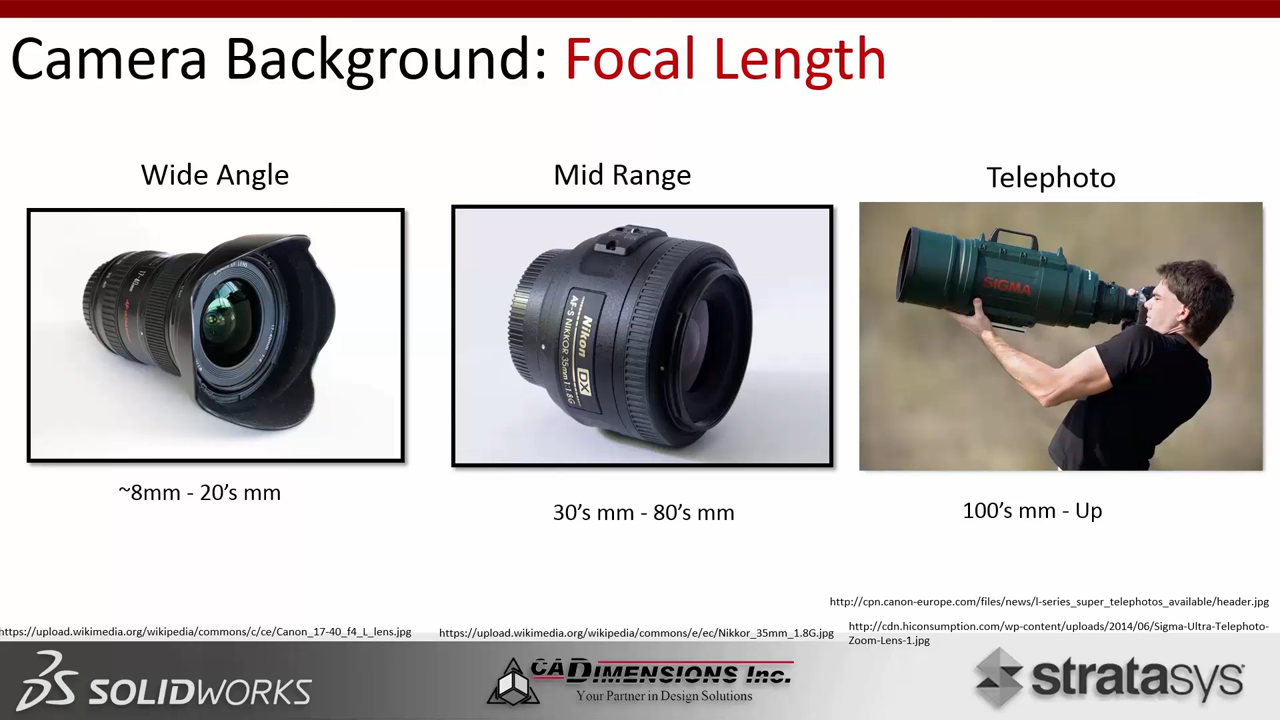 Camera Background: Focal Length
Wide Angle
Mid Range
Telephoto
17-40
Nikon DX
AF-S NIKKOR 35mm 1:1.8G
SIGMA
~8mm - 20's mm
30's mm - 80's mm
100's mm - Up
http://cpn.canon-europe.com/files/news/l-series_super_telephotos_available/header.jpg
https://upload.wikimedia.org/wikipedia/commons/c/ce/Canon_17-40_f4_L_lens.jpg
https://upload.wikimedia.org/wikipedia/commons/e/ec/Nikkor_35mm_1.8G.jpg
http://cdn.hiconsumption.com/wp-content/uploads/2014/06/Sigma-Ultra-Telephoto-
Zoom-Lens-1.jpg
SOLIDWORKS
CADIMENSIONS Inc.
Your Partner in Design Solutions
stratasys